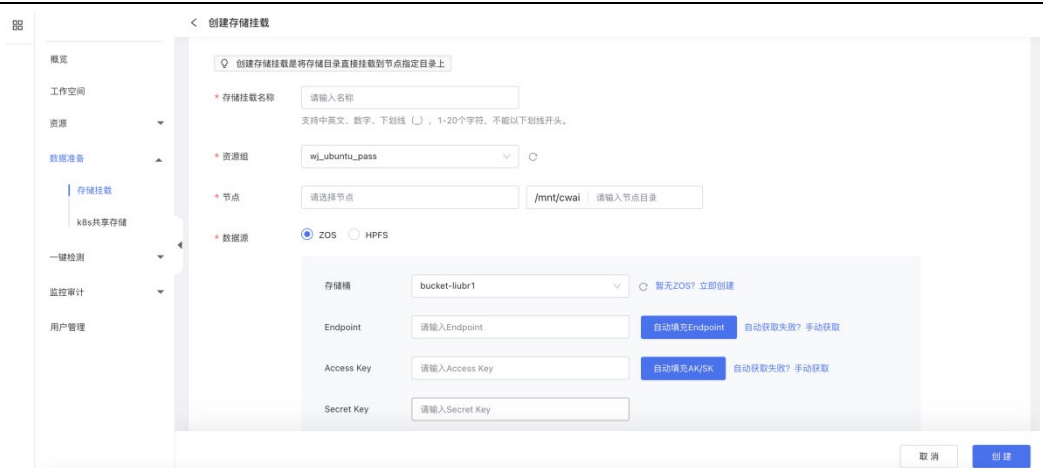 创建存储挂载
概览
工作空间
资源
数据准备
存储挂载
k8s共享存储
一键检测
监控审计
用户管理
创建存储挂载是将存储目录直接挂载到节点指定目录上
* 存储挂载名称 请输入名称
支持中英文、数字、下划线（_），1-20个字符，不能以下划线开头。
* 资源组 wj_ubuntu_pass
* 节点 请选择节点 /mnt/cwai 请输入节点目录
* 数据源 ZOS HPFS
存储桶 bucket-liubr1 暂无ZOS？立即创建
Endpoint 请输入Endpoint 自动填充Endpoint 自动获取失败？手动获取
Access Key 请输入Access Key 自动填充AK/SK 自动获取失败？手动获取
Secret Key 请输入Secret Key
取消 创建